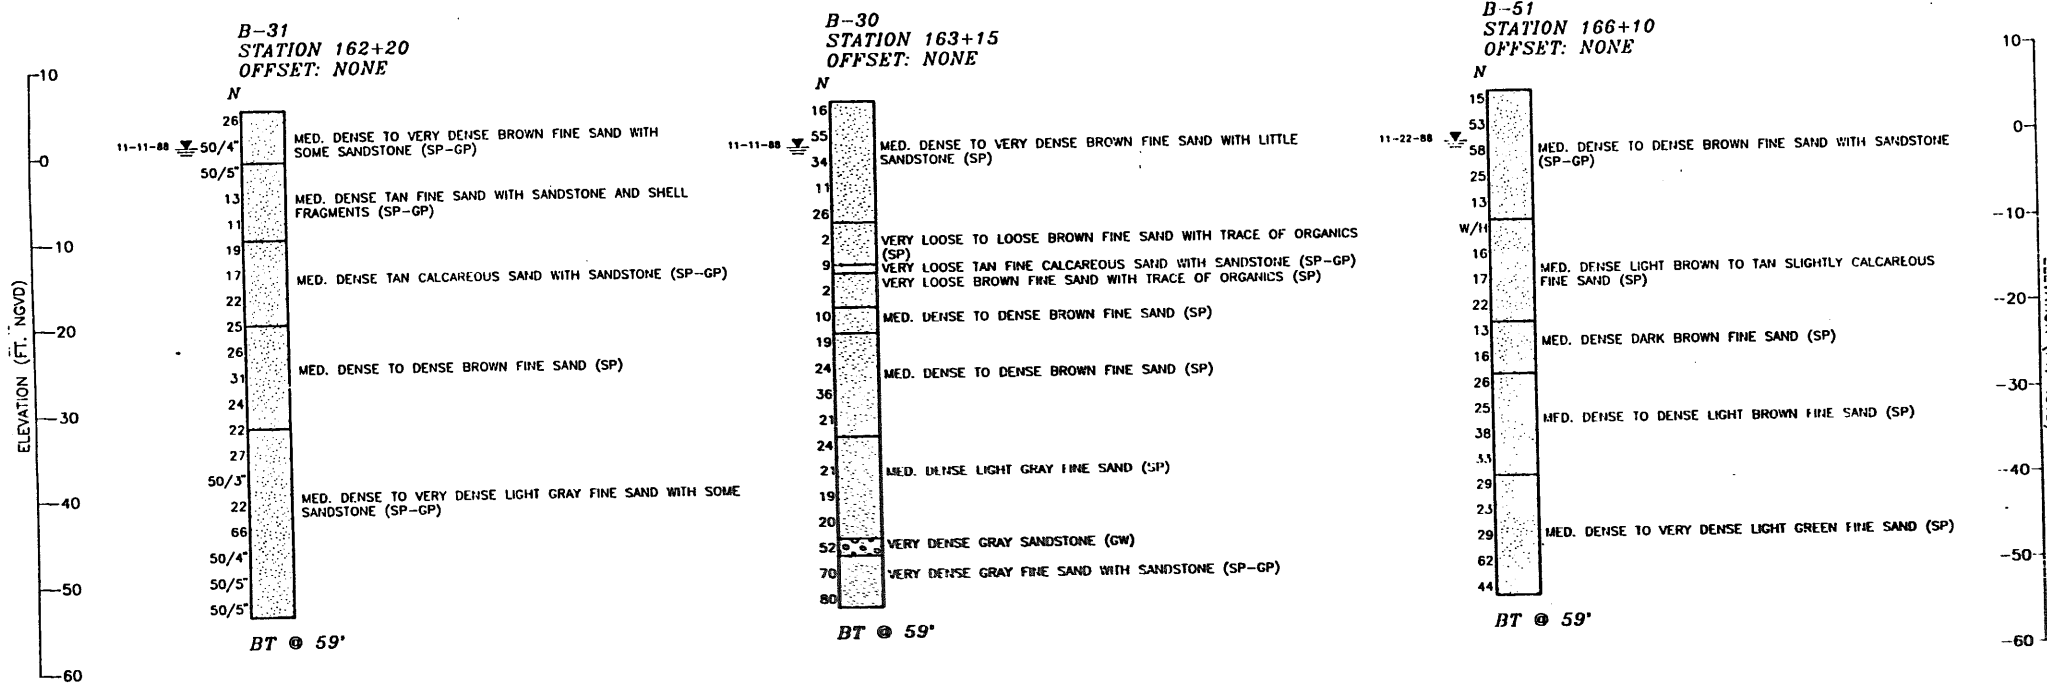 B-31
STATION 162+20
OFFSET: NONE
N
10
0
-10
-20
-30
-40
-50
-60
ELEVATION (FT. NGVD)
11-11-88
26
50/4"
50/5"
13
11
19
17
22
25
26
31
24
22
27
50/3"
22
66
50/4"
50/5"
50/5"
MED. DENSE TO VERY DENSE BROWN FINE SAND WITH
SOME SANDSTONE (SP-GP)
MED. DENSE TAN FINE SAND WITH SANDSTONE AND SHELL
FRAGMENTS (SP-GP)
MED. DENSE TAN CALCAREOUS SAND WITH SANDSTONE (SP-GP)
MED. DENSE TO DENSE BROWN FINE SAND (SP)
MED. DENSE TO VERY DENSE LIGHT GRAY FINE SAND WITH SOME
SANDSTONE (SP-GP)
BT @ 59'
B-30
STATION 163+15
OFFSET: NONE
N
11-11-88
16
55
34
11
26
2
9
2
10
19
24
36
21
24
21
19
20
52
70
80
MED. DENSE TO VERY DENSE BROWN FINE SAND WITH LITTLE
SANDSTONE (SP)
VERY LOOSE TO LOOSE BROWN FINE SAND WITH TRACE OF ORGANICS
(SP)
VERY LOOSE TAN FINE CALCAREOUS SAND WITH SANDSTONE (SP-GP)
VERY LOOSE BROWN FINE SAND WITH TRACE OF ORGANICS (SP)
MED. DENSE TO DENSE BROWN FINE SAND (SP)
MED. DENSE TO DENSE BROWN FINE SAND (SP)
MED. DENSE LIGHT GRAY FINE SAND (SP)
VERY DENSE GRAY SANDSTONE (GW)
VERY DENSE GRAY FINE SAND WITH SANDSTONE (SP-GP)
BT @ 59'
B-51
STATION 166+10
OFFSET: NONE
N
11-22-88
15
53
58
25
13
W/H
16
17
22
13
16
26
25
38
33
29
23
29
62
44
MED. DENSE TO DENSE BROWN FINE SAND WITH SANDSTONE
(SP-GP)
MED. DENSE LIGHT BROWN TO TAN SLIGHTLY CALCAREOUS
FINE SAND (SP)
MED. DENSE DARK BROWN FINE SAND (SP)
MED. DENSE TO DENSE LIGHT BROWN FINE SAND (SP)
MED. DENSE TO VERY DENSE LIGHT GREEN FINE SAND (SP)
BT @ 59'
10
0
-10
-20
-30
-40
-50
-60